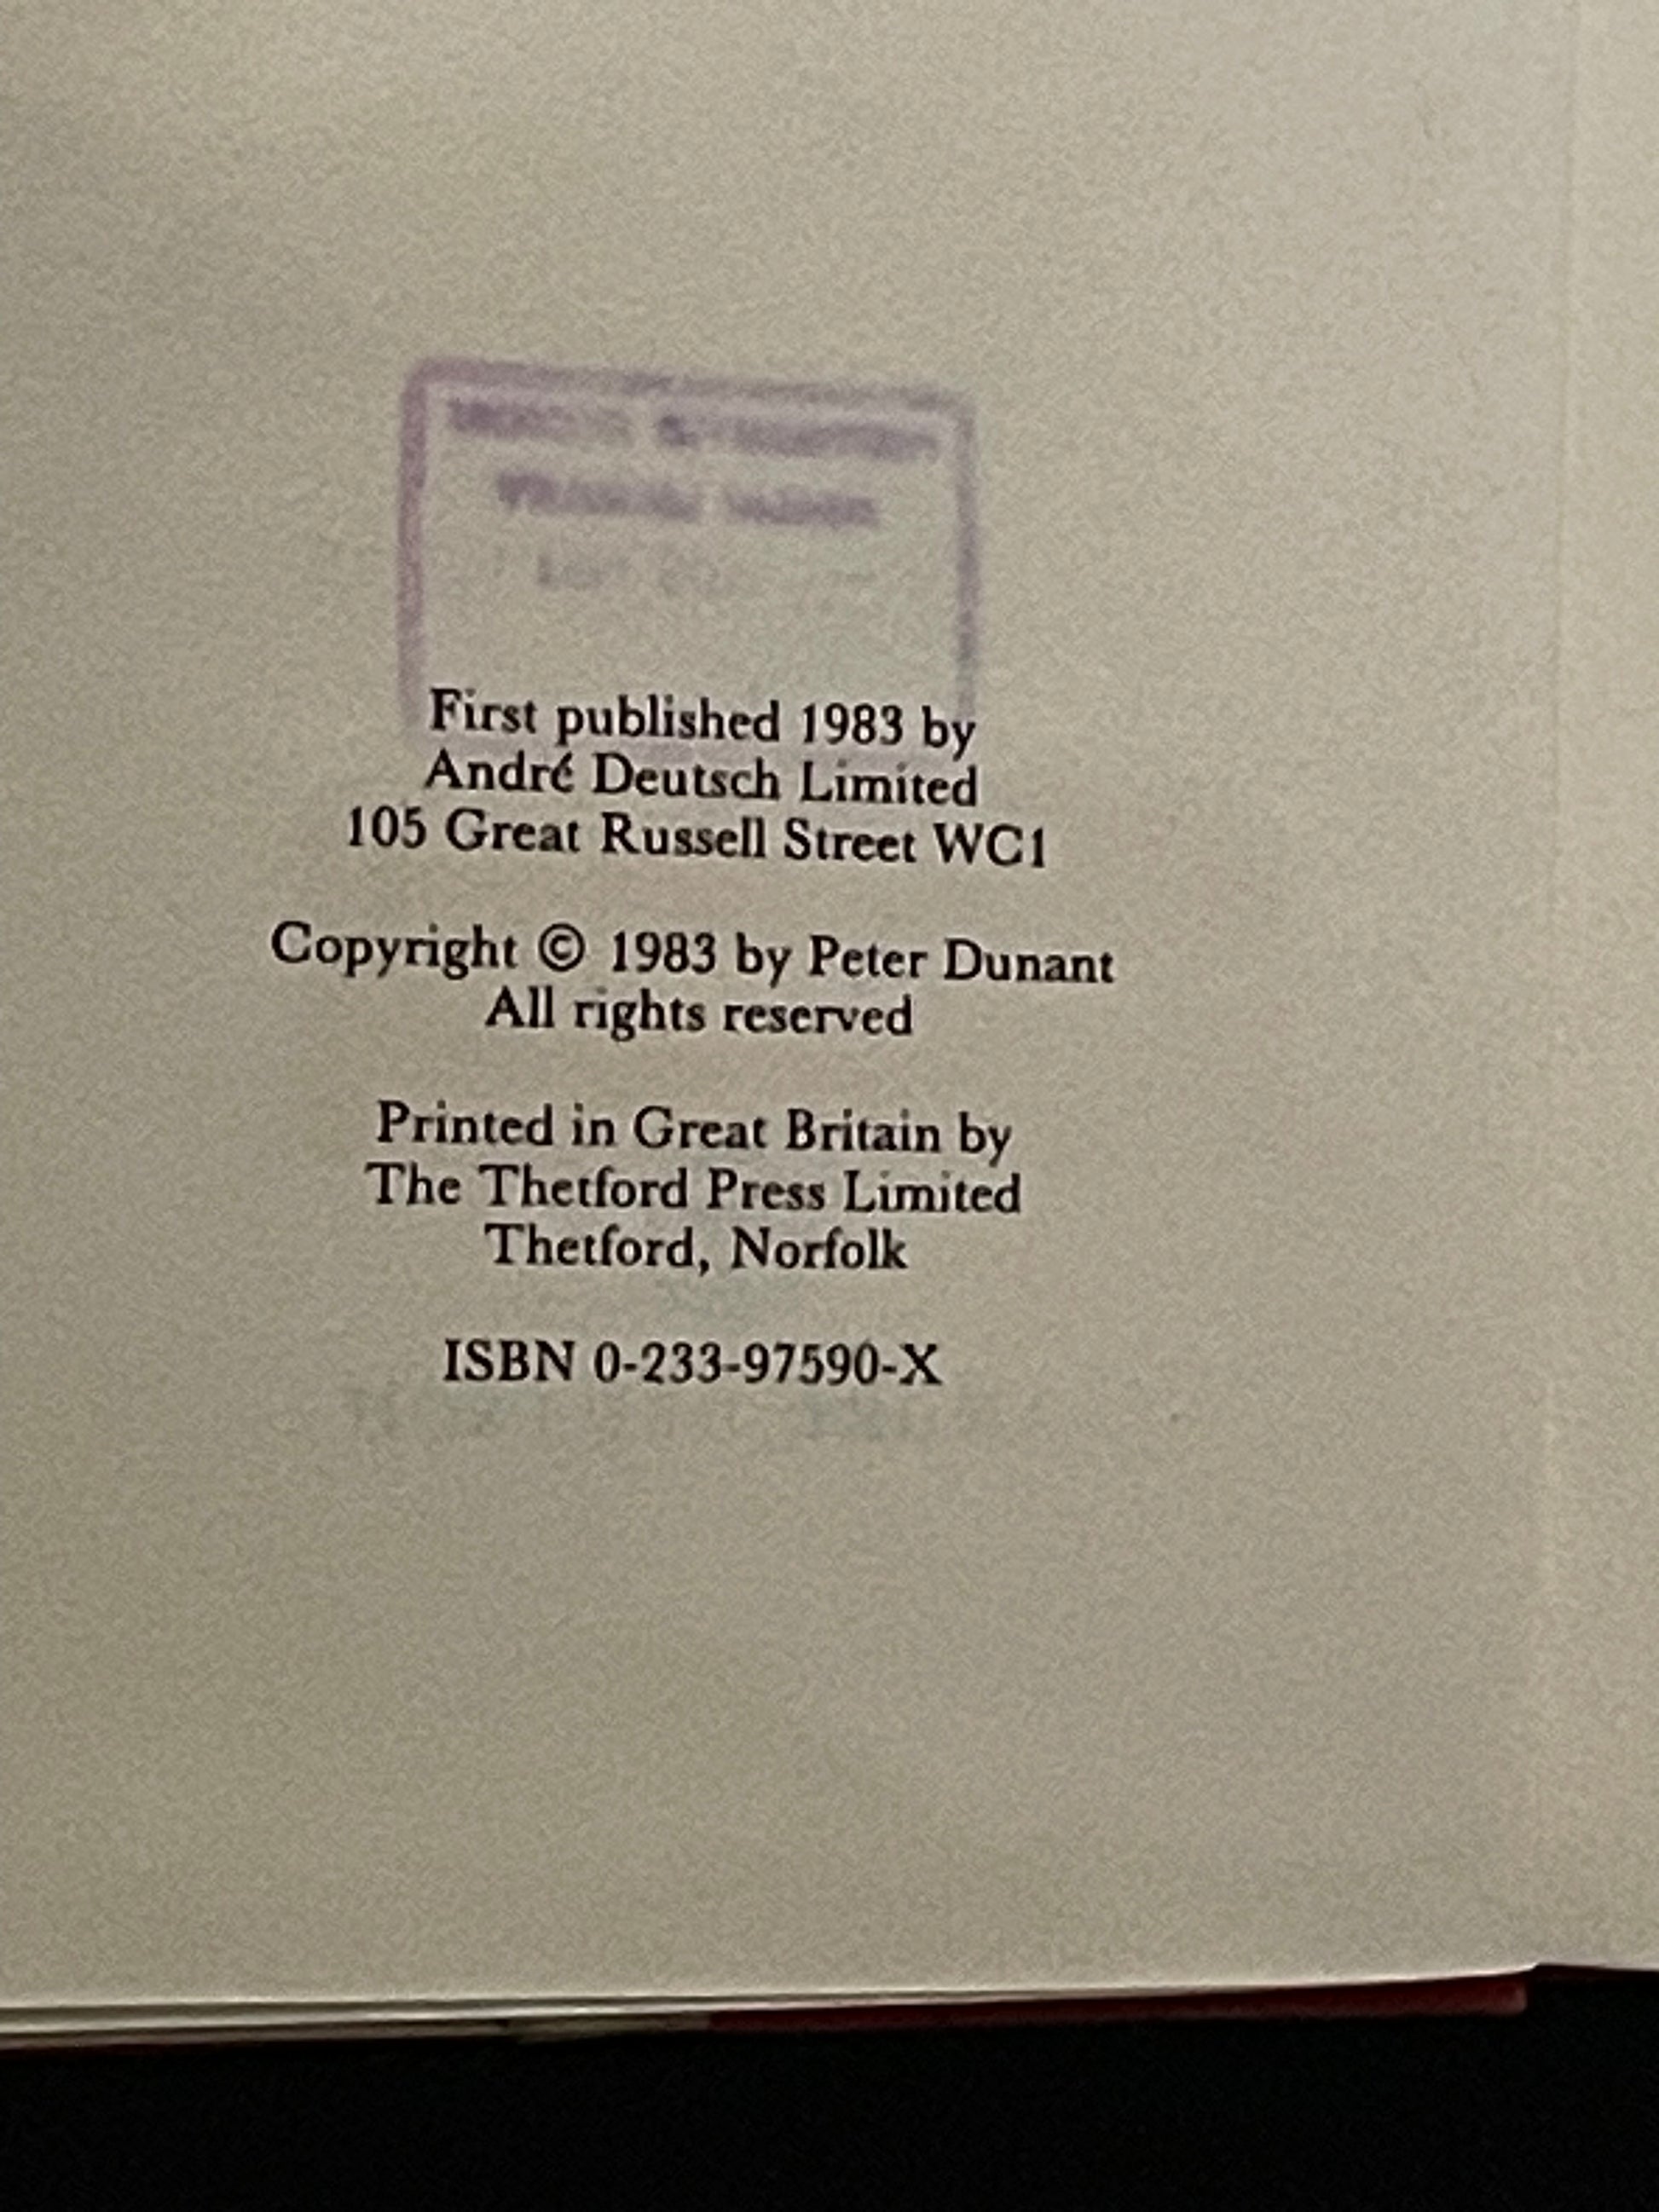 First published 1983 by
André Deutsch Limited
105 Great Russell Street WC1
Copyright © 1983 by Peter Dunant
All rights reserved
Printed in Great Britain by
The Thetford Press Limited
Thetford, Norfolk
ISBN 0-233-97590-X